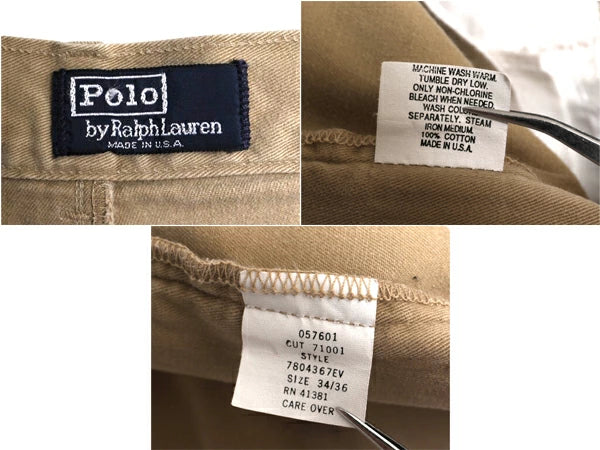 Polo
by Ralph Lauren
MADE IN U.S.A.
MACHINE WASH WARM.
TUMBLE DRY LOW.
ONLY NON-CHLORINE
BLEACH WHEN NEEDED.
WASH
SEPARATELY. STEAM
IRON MEDIUM.
100% COTTON
MADE IN U.S.A.
057601
CUT 71001
STYLE
7804367EV
SIZE 34/36
RN 41381
CARE OVER